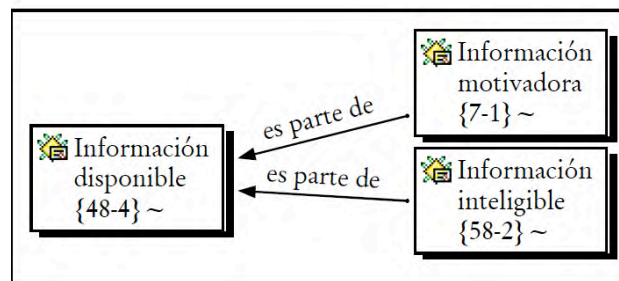 Información
disponible
{48-4} ~
es parte de
es parte de
Información
motivadora
{7-1} ~
Información
inteligible
{58-2} ~